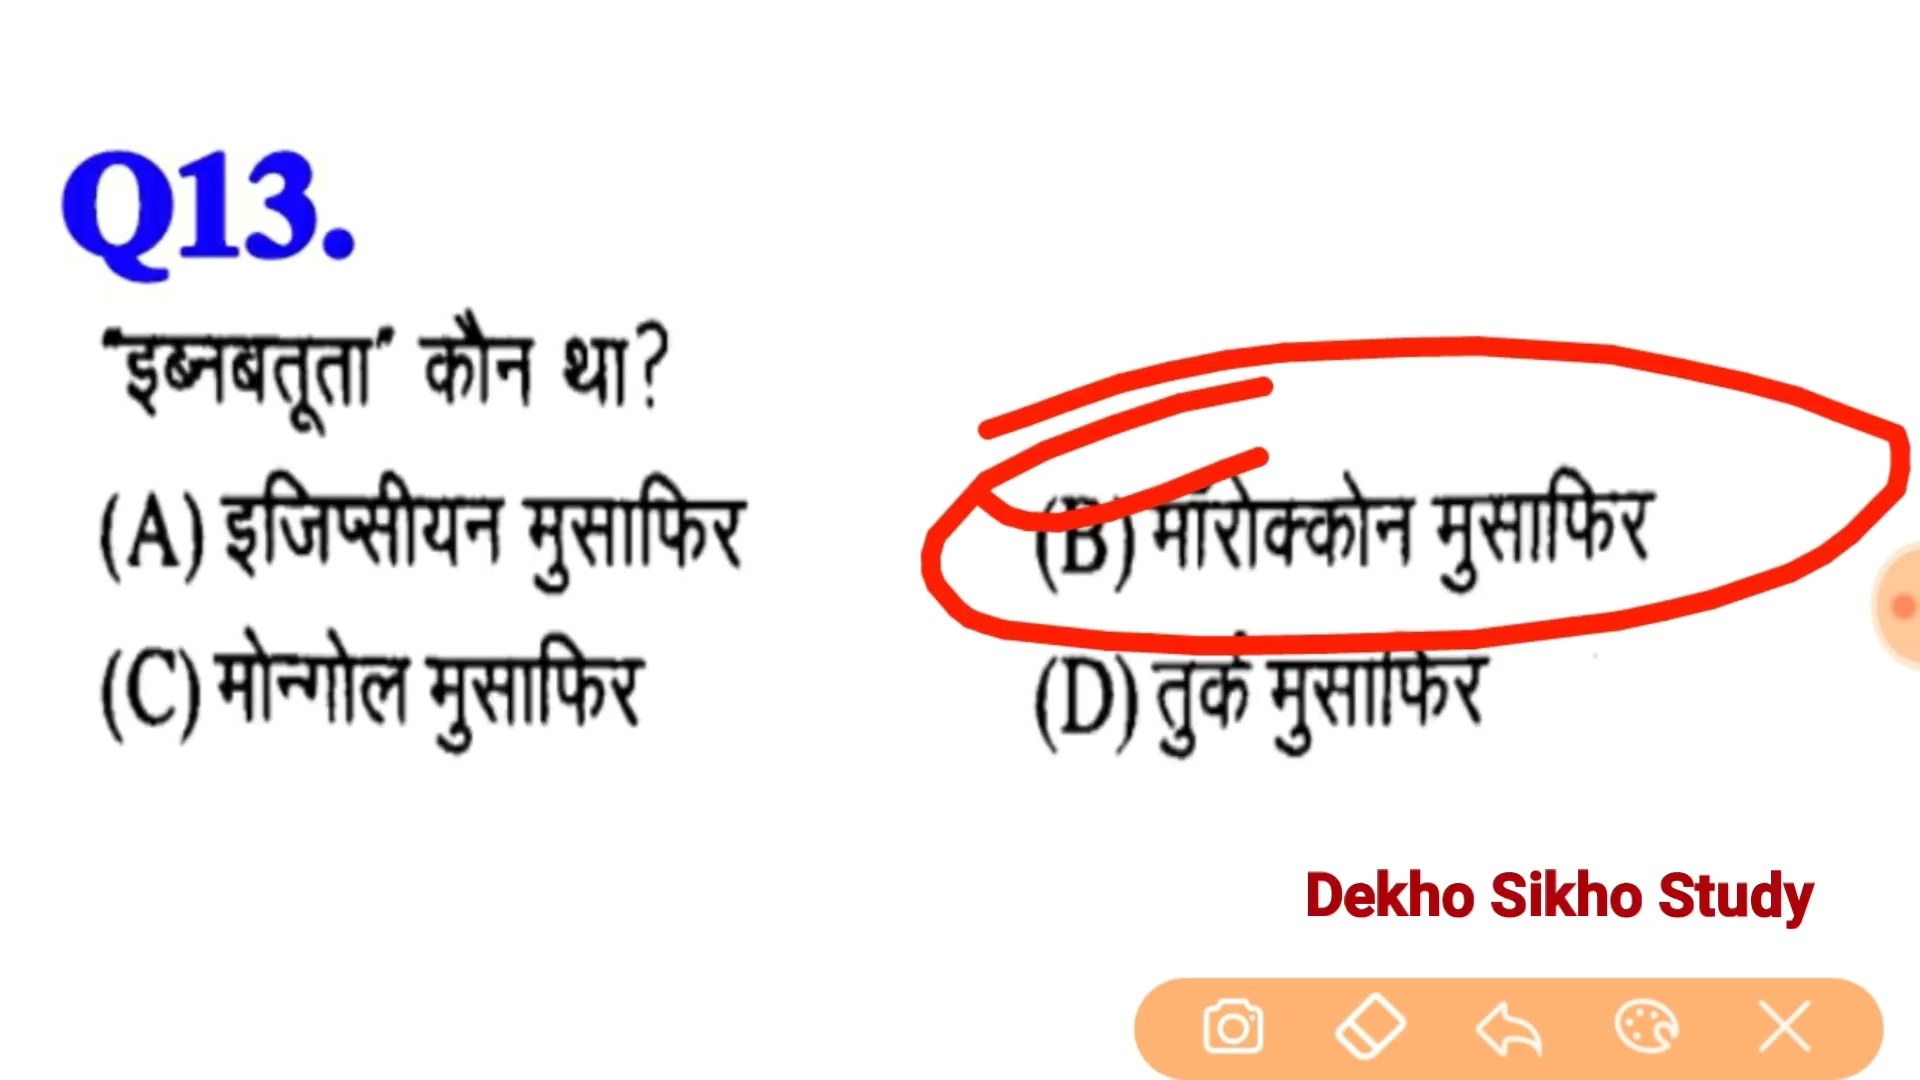 Q13.
"इब्नबतूता" कौन था?
(A) इजिप्सीयन मुसाफिर
(B) मॉरोक्कोन मुसाफिर
(C) मोन्गोल मुसाफिर
(D) तुर्क मुसाफिर
Dekho Sikho Study